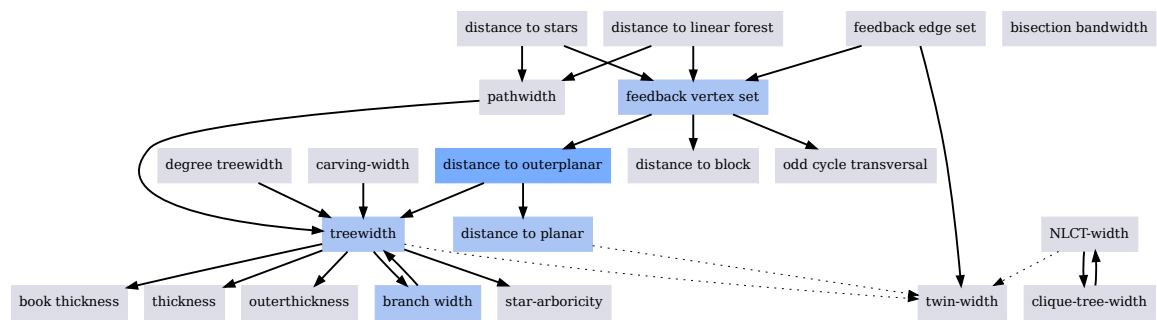 distance to stars
distance to linear forest
feedback edge set
bisection bandwidth
pathwidth
feedback vertex set
degree treewidth
carving-width
distance to outerplanar
distance to block
odd cycle transversal
treewidth
distance to planar
NLCT-width
book thickness
thickness
outerthickness
branch width
star-arboricity
twin-width
clique-tree-width